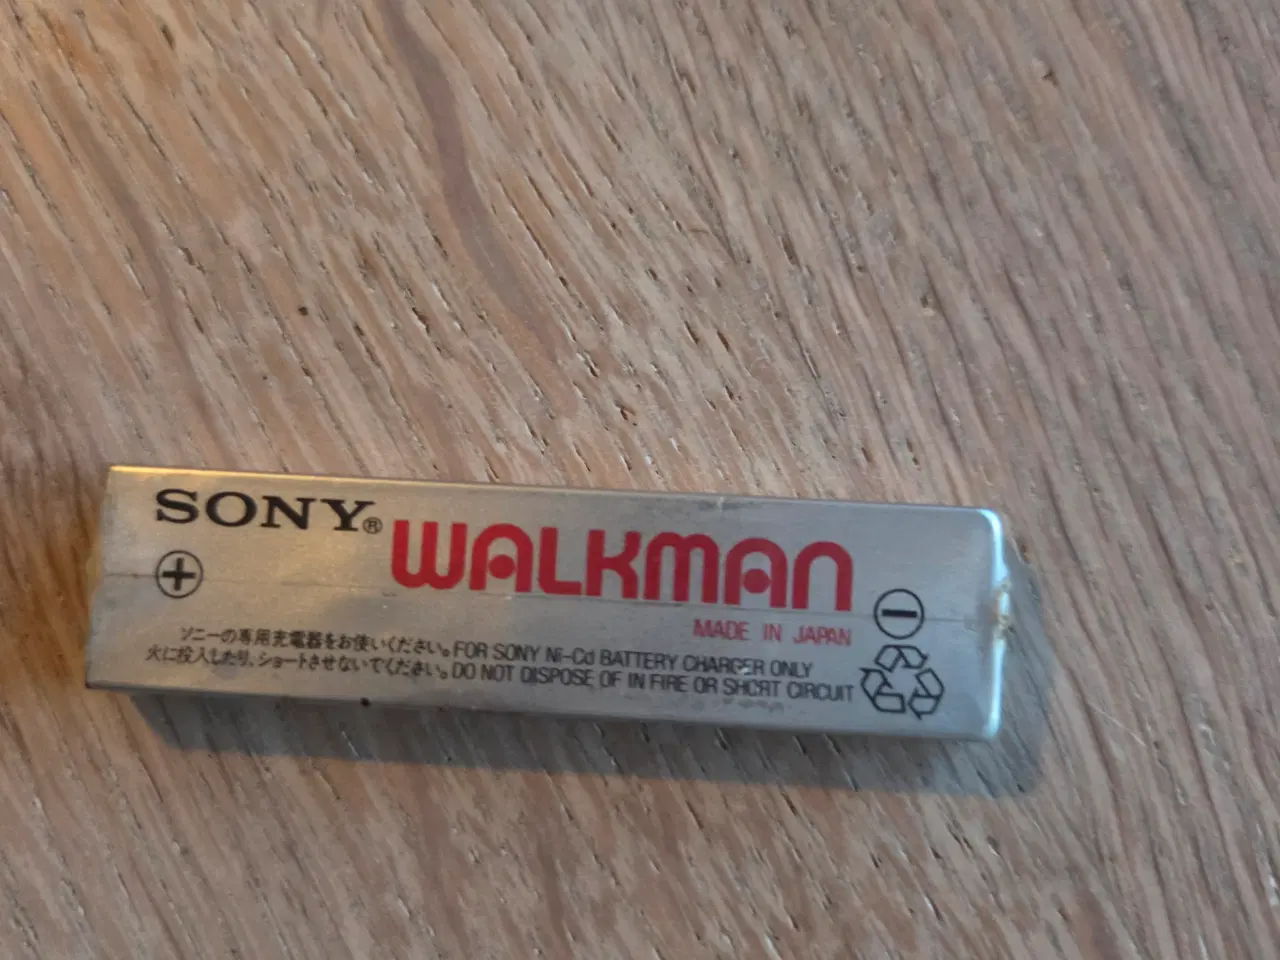 SONY® WALKMAN
MADE IN JAPAN
ソニーの専用充電器をお使いください。FOR SONY Ni-Cd BATTERY CHARGER ONLY
火に投入したり、ショートさせないでください。DO NOT DISPOSE OF IN FIRE OR SHORT CIRCUIT